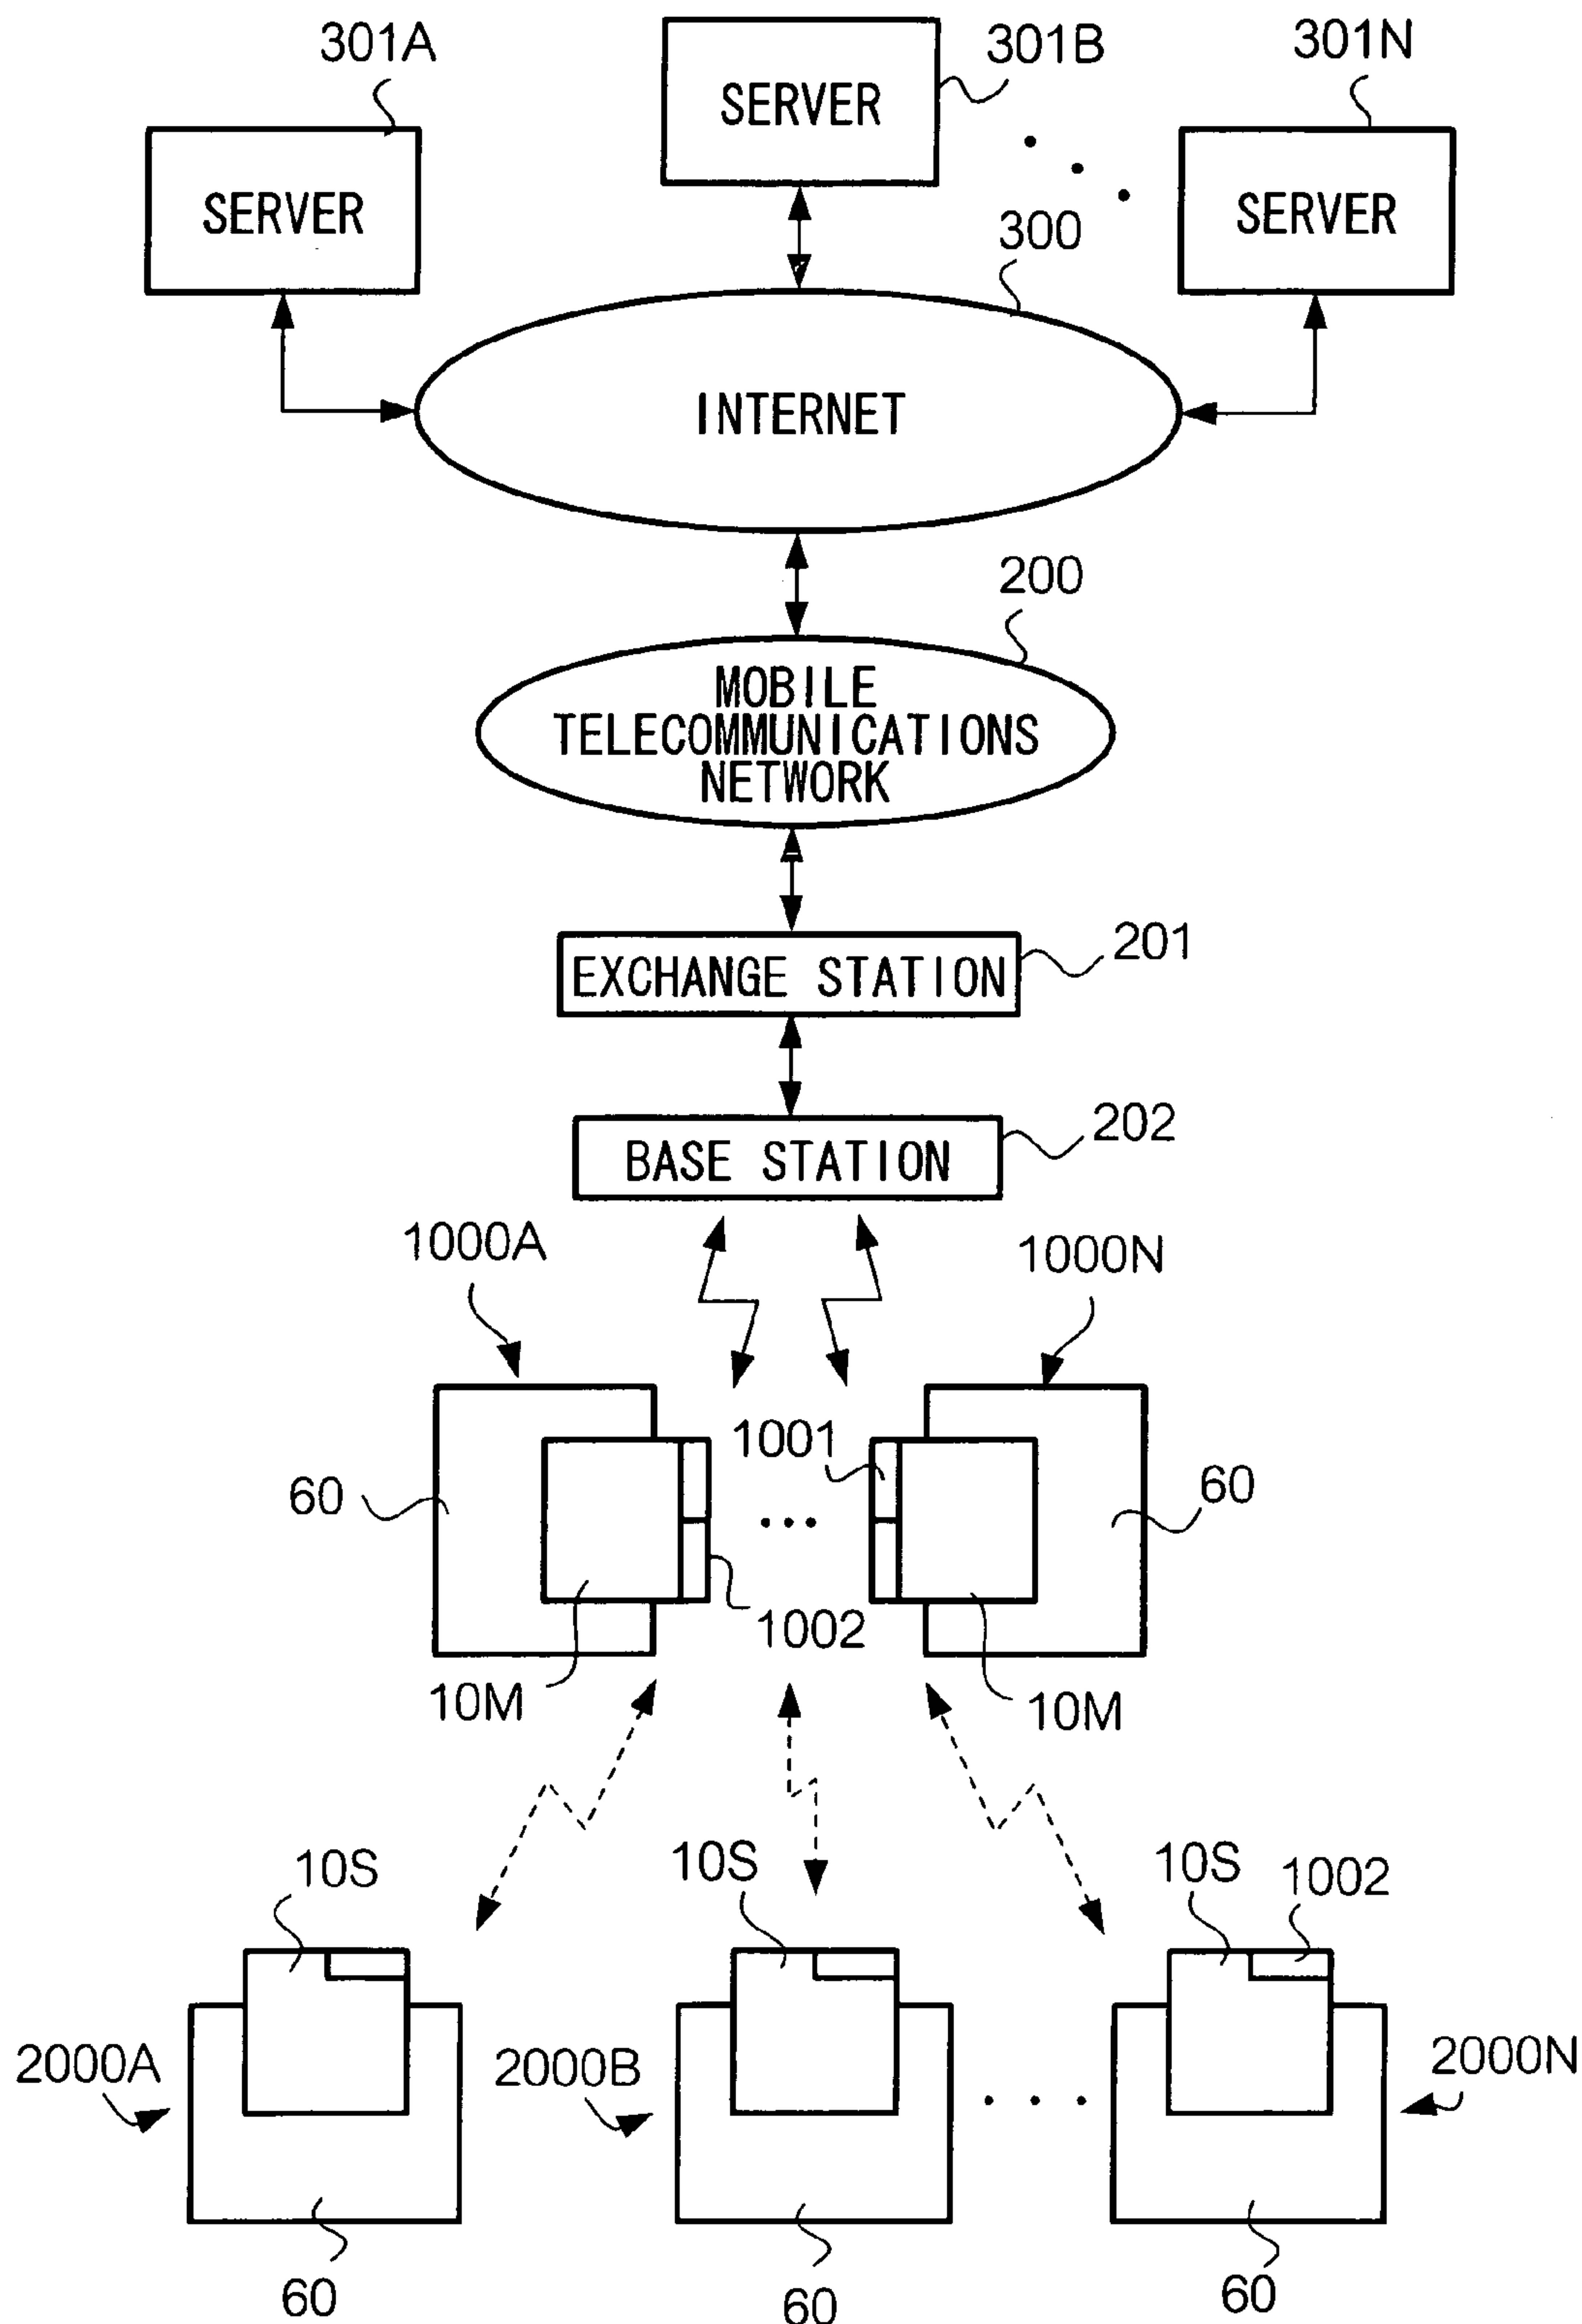 301A
301B
301N
SERVER
SERVER
SERVER
300
INTERNET
200
MOBILE
TELECOMMUNICATIONS
NETWORK
201
EXCHANGE STATION
202
BASE STATION
1000A
1000N
1001
60
60
1002
10M
10M
10S
10S
10S
1002
2000A
2000B
2000N
60
60
60